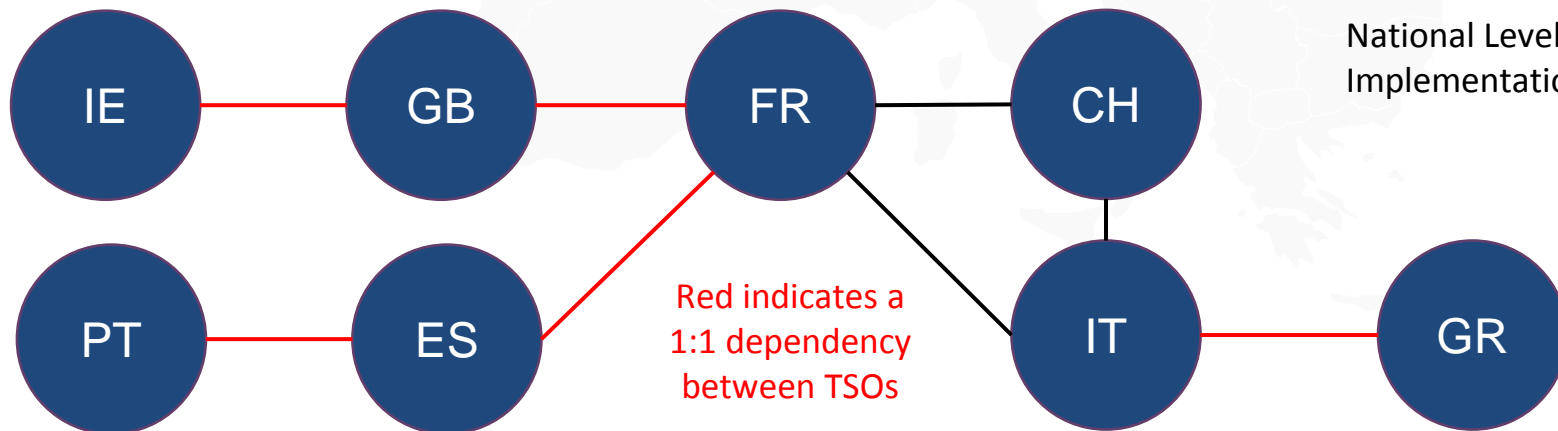 IE
GB
FR
CH
National Level
Implementatio
PT
ES
Red indicates a
1:1 dependency
between TSOs
IT
GR